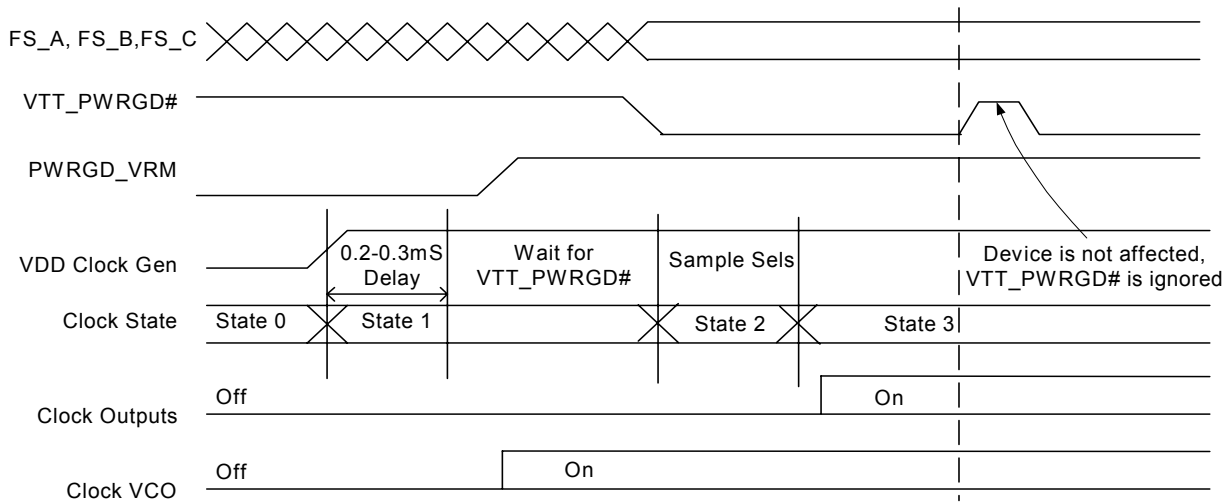 FS_A, FS_B,FS_C
VTT_PWRGD#
PWRGD_VRM
VDD Clock Gen
0.2-0.3mS
Delay
Wait for
VTT_PWRGD#
Sample Sels
Device is not affected,
VTT_PWRGD# is ignored
Clock State
State 0
State 1
State 2
State 3
Clock Outputs
Off
On
Clock VCO
Off
On